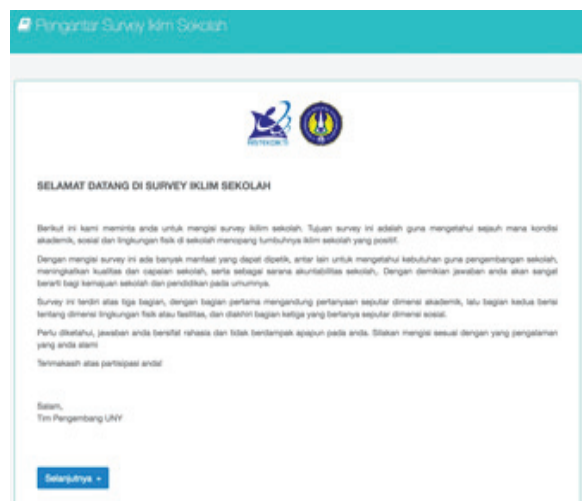 Pengantar Survey Iklim Sekolah
RISTEKDIKTI
SELAMAT DATANG DI SURVEY IKLIM SEKOLAH
Berikut ini kami meminta anda untuk mengisi survey iklim sekolah. Tujuan survey ini adalah guna mengetahui sejauh mana kondisi
akademik, sosial dan lingkungan fisik di sekolah menopang tumbuhnya iklim sekolah yang positif.
Dengan mengisi survey ini ada banyak manfaat yang dapat dipetik, antar lain untuk mengetahui kebutuhan guna pengembangan sekolah,
meningkatkan kualitas dan capaian sekolah, serta sebagai sarana akuntabilitas sekolah,. Dengan demikian jawaban anda akan sangat
berarti bagi kemajuan sekolah dan pendidikan pada umumnya.
Survey ini terdiri atas tiga bagian, dengan bagian pertama mengandung pertanyaan seputar dimensi akademik, lalu bagian kedua berisi
tentang dimensi lingkungan fisik atau fasilitas, dan diakhiri bagian ketiga yang bertanya seputar dimensi sosial.
Perlu diketahui, jawaban anda bersifat rahasia dan tidak berdampak apapun pada anda. Silakan mengisi sesuai dengan yang pengalaman
yang anda alami
Terimakasih atas partisipasi anda!
Salam,
Tim Pengembang UNY
Selanjutnya